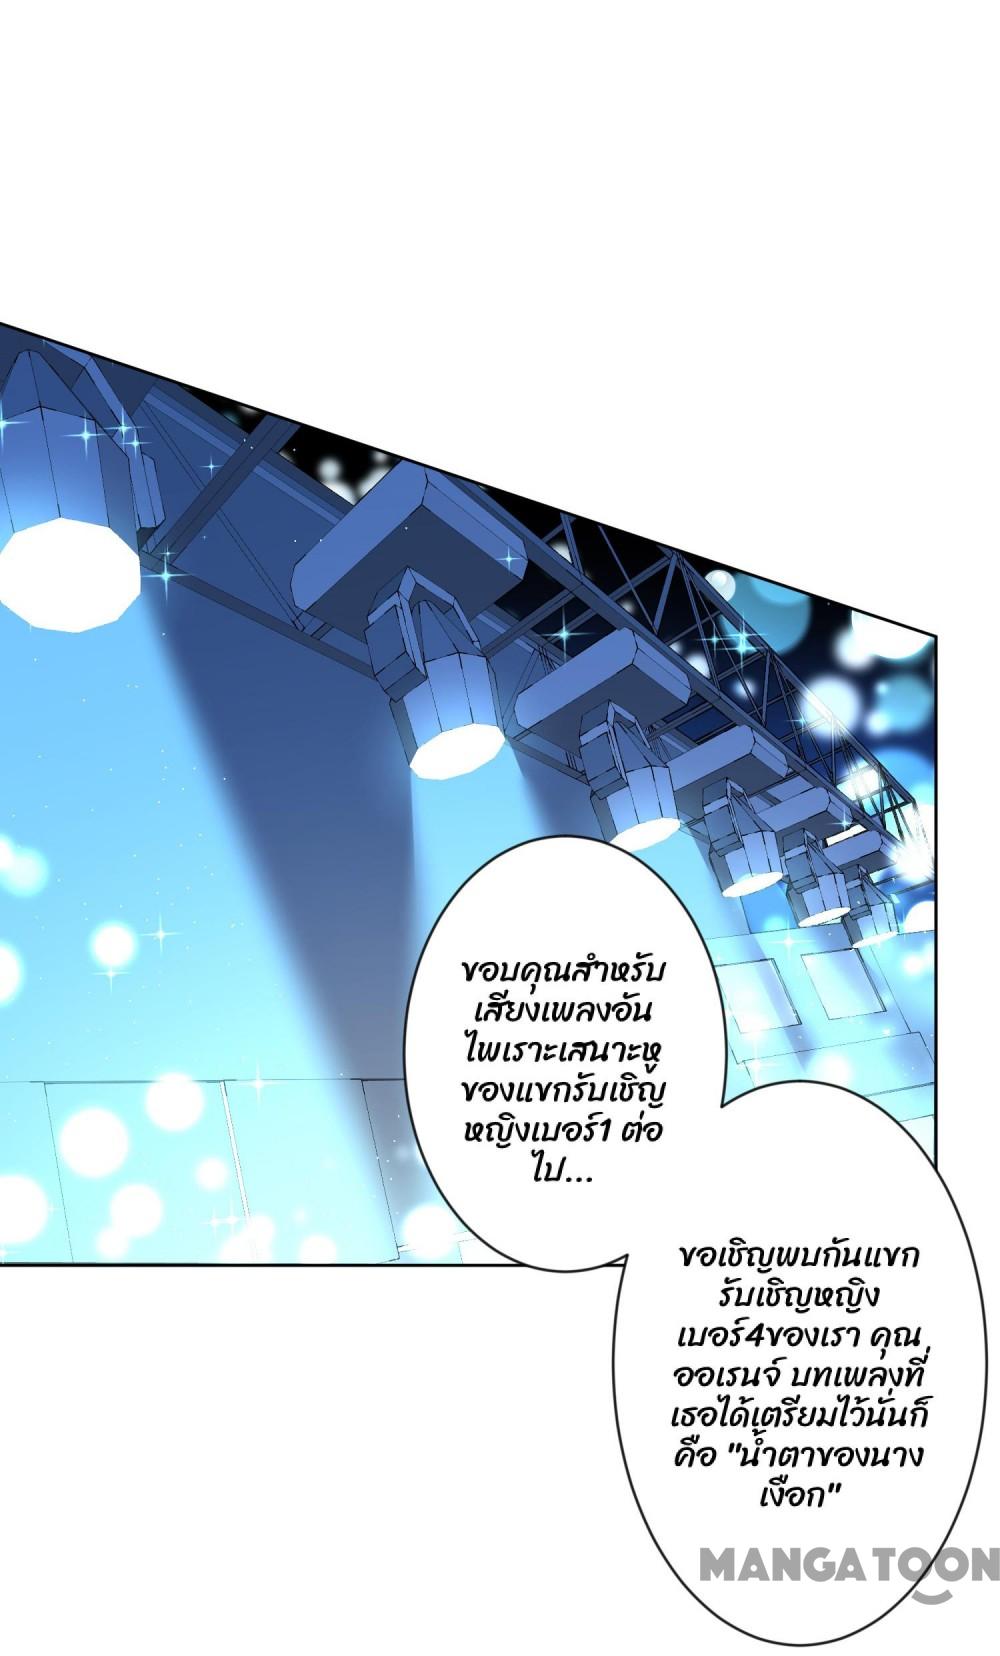 ขอบคุณสำหรับ
เสียงเพลงอัน
ไพเราะเสนาะหู
ของแขกรับเชิญ
หญิงเบอร์1 ต่อ
ไป...
ขอเชิญพบกันแขก
รับเชิญหญิง
เบอร์4ของเรา คุณ
ออเรนจ์ บทเพลงที่
เธอได้เตรียมไว้นั่นก็
คือ "น้ำตาของนาง
เงือก"
MANGATOON